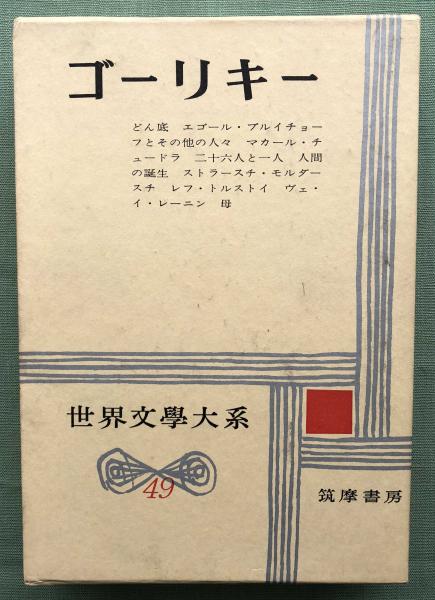 ゴーリキー
どん底　エゴール・ブルイチョー
フとその他の人々　マカール・チ
ュードラ　二十六人と一人　人間
の誕生　ストラースチ・モルダー
スチ　レフ・トルストイ　ヴェ・
イ・レーニン　母
世界文學大系
49
筑摩書房